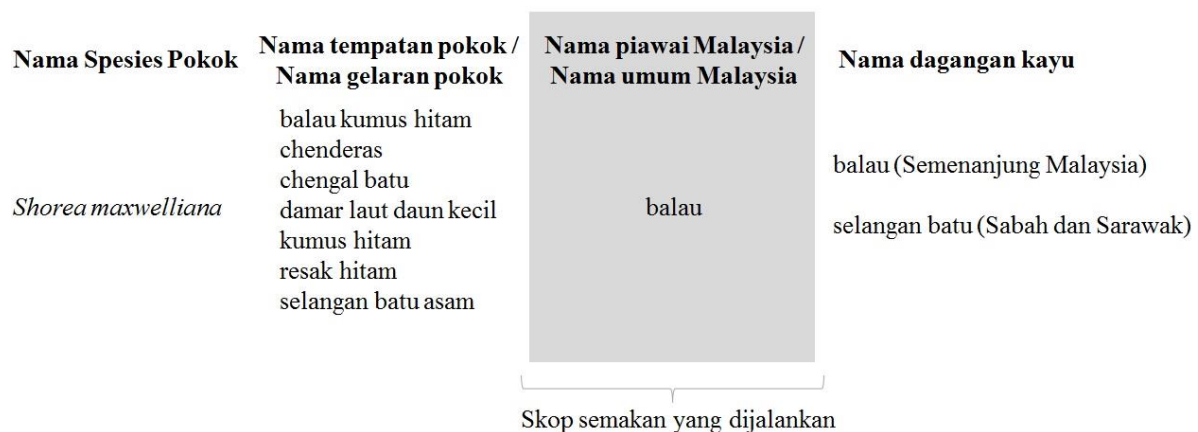 Nama Spesies Pokok
Nama tempatan pokok /
Nama gelaran pokok
Nama piawai Malaysia /
Nama umum Malaysia
Nama dagangan kayu
Shorea maxwelliana
balau kumus hitam
chenderas
chengal batu
damar laut daun kecil
kumus hitam
resak hitam
selangan batu asam
balau
balau (Semenanjung Malaysia)
selangan batu (Sabah dan Sarawak)
Skop semakan yang dijalankan